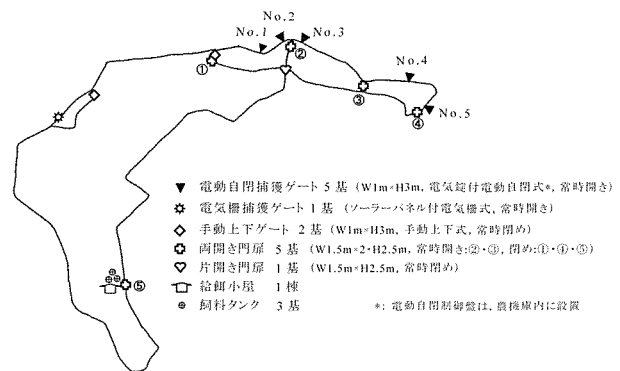 No.2
No.1
No.3
No.4
No.5
①
②
③
④
⑤
▼ 電動自閉捕獲ゲート 5 基 (W1m×H3m, 電気錠付電動自閉式*, 常時開き)
電気柵捕獲ゲート 1 基 (ソーラーパネル付電気柵式, 常時開き)
◇ 手動上下ゲート 2 基 (W1m×H3m, 手動上下式, 常時閉め)
両開き門扉 5 基 (W1.5m×2・H2.5m, 常時開き:②・③, 閉め:①・④・⑤)
片開き門扉 1 基 (W1.5m×H2.5m, 常時閉め)
給餌小屋 1 棟
飼料タンク 3 基
*: 電動自閉制御盤は, 農機庫内に設置